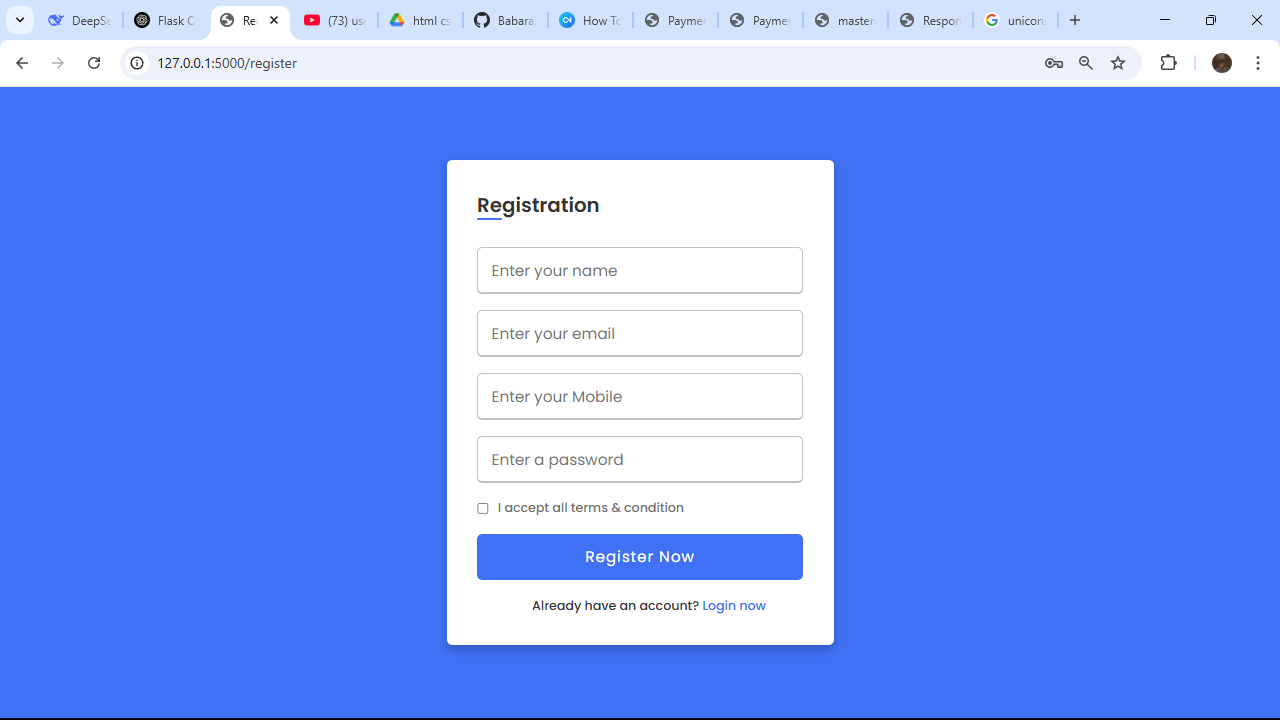 DeepSe
Flask C
Re
(73) us
html cs
Babara
How To
Paymer
Paymer
master
Respor
unicon
127.0.0.1:5000/register
Registration
Enter your name
Enter your email
Enter your Mobile
Enter a password
I accept all terms & condition
Register Now
Already have an account? Login now